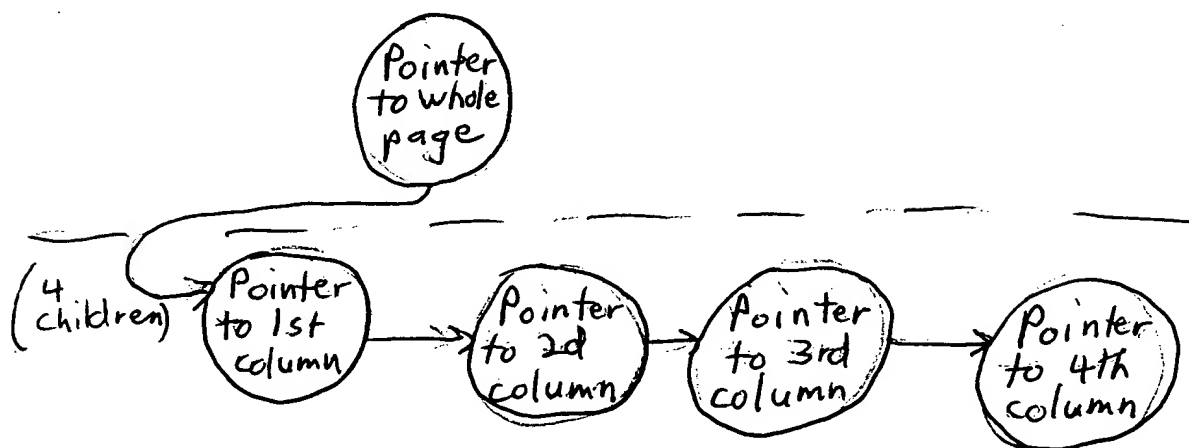 Pointer
to whole
page
(4
children)
Pointer
to 1st
column
Pointer
to 2d
column
Pointer
to 3rd
column
Pointer
to 4th
column